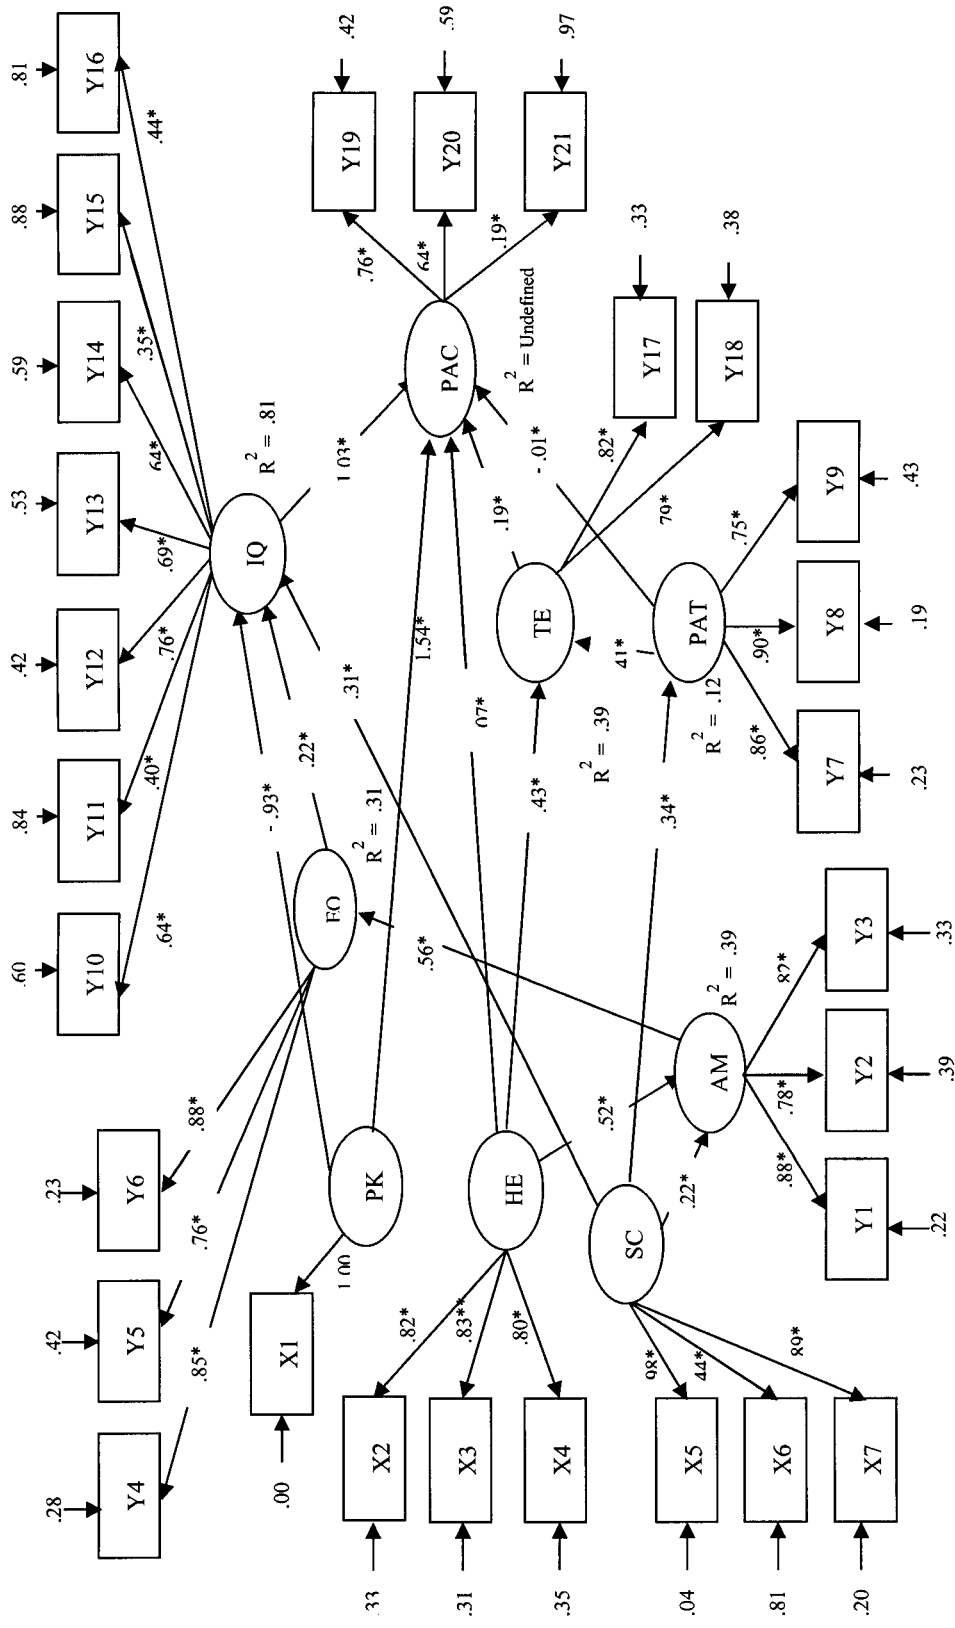 .28
Y4
.85*
.42
Y5
.76*
.23
Y6
.88*
.60
Y10
.64*
.84
Y11
.40*
.42
Y12
.76*
.53
Y13
.69*
.59
Y14
.64*
.88
Y15
.35*
.81
Y16
.44*
.00
X1
1.00
PK
EO
R² = .31
-.93*
.22*
IQ
R² = .81
.31*
1.03*
1.54*
.33
X2
.82*
.31
X3
.83**
.35
X4
.80*
HE
.56*
.52*
.07*
.43*
PAC
R² = Undefined
.76*
Y19
.42
.64*
Y20
.59
.19*
Y21
.97
TE
R² = .39
.19*
-.01*
.41*
.82*
Y17
.33
.79*
Y18
.38
.04
X5
.98*
.81
X6
.44*
.20
X7
.89*
SC
.22*
.34*
AM
R² = .39
.88*
Y1
.22
.78*
Y2
.39
.82*
Y3
.33
PAT
R² = .12
.86*
Y7
.23
.90*
Y8
.19
.75*
Y9
.43